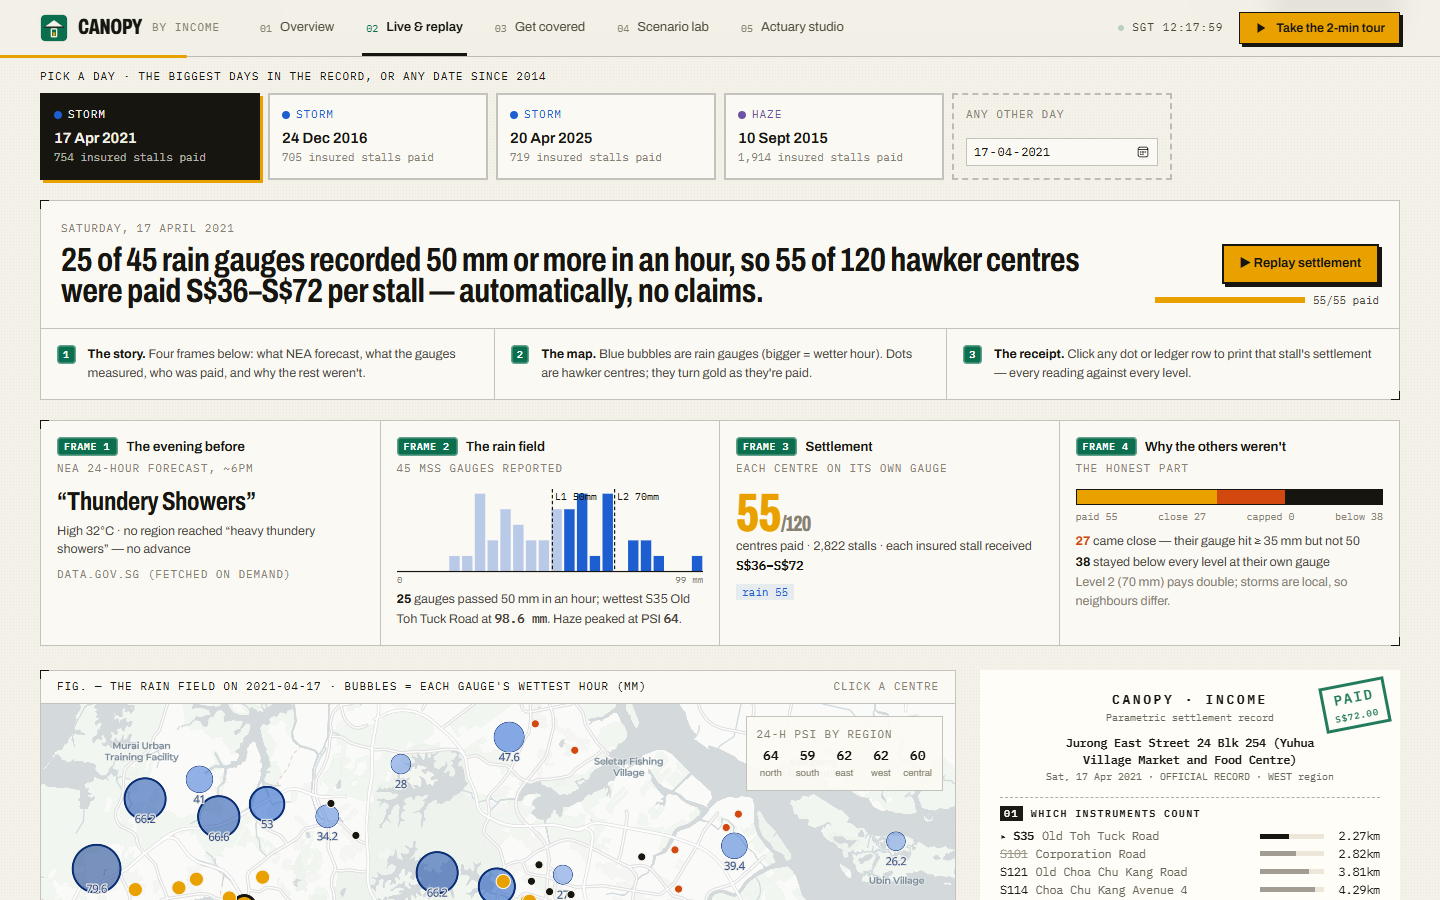 CANOPY BY INCOME
01 Overview
02 Live & replay
03 Get covered
04 Scenario lab
05 Actuary studio
SGT 12:17:59
▶ Take the 2-min tour
PICK A DAY · THE BIGGEST DAYS IN THE RECORD, OR ANY DATE SINCE 2014
STORM
17 Apr 2021
754 insured stalls paid
STORM
24 Dec 2016
705 insured stalls paid
STORM
20 Apr 2025
719 insured stalls paid
HAZE
10 Sept 2015
1,914 insured stalls paid
ANY OTHER DAY
17-04-2021
SATURDAY, 17 APRIL 2021
25 of 45 rain gauges recorded 50 mm or more in an hour, so 55 of 120 hawker centres
were paid S$36–S$72 per stall — automatically, no claims.
▶ Replay settlement
55/55 paid
1 The story. Four frames below: what NEA forecast, what the gauges
measured, who was paid, and why the rest weren't.
2 The map. Blue bubbles are rain gauges (bigger = wetter hour). Dots
are hawker centres; they turn gold as they're paid.
3 The receipt. Click any dot or ledger row to print that stall's settlement
— every reading against every level.
FRAME 1 The evening before
NEA 24-HOUR FORECAST, ~6PM
“Thundery Showers”
High 32°C · no region reached “heavy thundery
showers” — no advance
DATA.GOV.SG (FETCHED ON DEMAND)
FRAME 2 The rain field
45 MSS GAUGES REPORTED
L1 50mm
L2 70mm
0
99 mm
25 gauges passed 50 mm in an hour; wettest S35 Old
Toh Tuck Road at 98.6 mm. Haze peaked at PSI 64.
FRAME 3 Settlement
EACH CENTRE ON ITS OWN GAUGE
55/120
centres paid · 2,822 stalls · each insured stall received
S$36–S$72
rain 55
FRAME 4 Why the others weren't
THE HONEST PART
paid 55
close 27
capped 0
below 38
27 came close — their gauge hit ≥ 35 mm but not 50
38 stayed below every level at their own gauge
Level 2 (70 mm) pays double; storms are local, so
neighbours differ.
FIG. — THE RAIN FIELD ON 2021-04-17 · BUBBLES = EACH GAUGE'S WETTEST HOUR (MM)
CLICK A CENTRE
Murai Urban
Training Facility
Seletar Fishing
Village
Ubin Village
47.6
28
41
66.2
66.6
53
34.2
79.6
66.2
27
39.4
26.2
24-H PSI BY REGION
64 59 62 62 60
north south east west central
CANOPY · INCOME
Parametric settlement record
PAID
S$72.00
Jurong East Street 24 Blk 254 (Yuhua
Village Market and Food Centre)
Sat, 17 Apr 2021 · OFFICIAL RECORD · WEST region
01 WHICH INSTRUMENTS COUNT
▸ S35 Old Toh Tuck Road 2.27km
S101 Corporation Road 2.82km
S121 Old Choa Chu Kang Road 3.81km
S114 Choa Chu Kang Avenue 4 4.29km